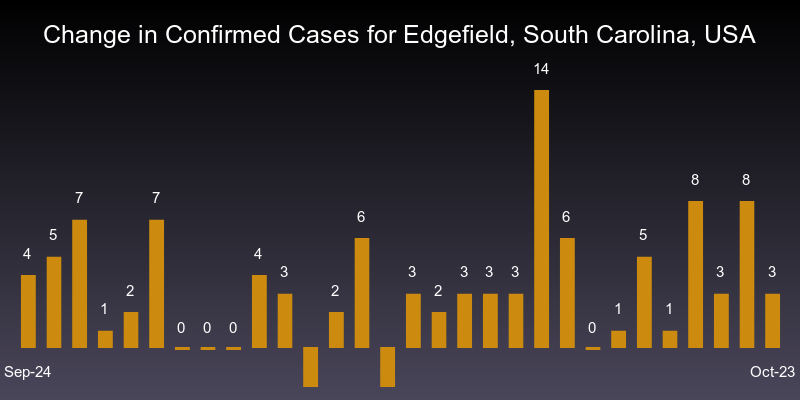 Change in Confirmed Cases for Edgefield, South Carolina, USA
14
8 8
7 7
6 6
5 5
4 4
3 3 3 3 3 3 3
2 2 2
1 1 1
0 0 0 0
Sep-24 Oct-23